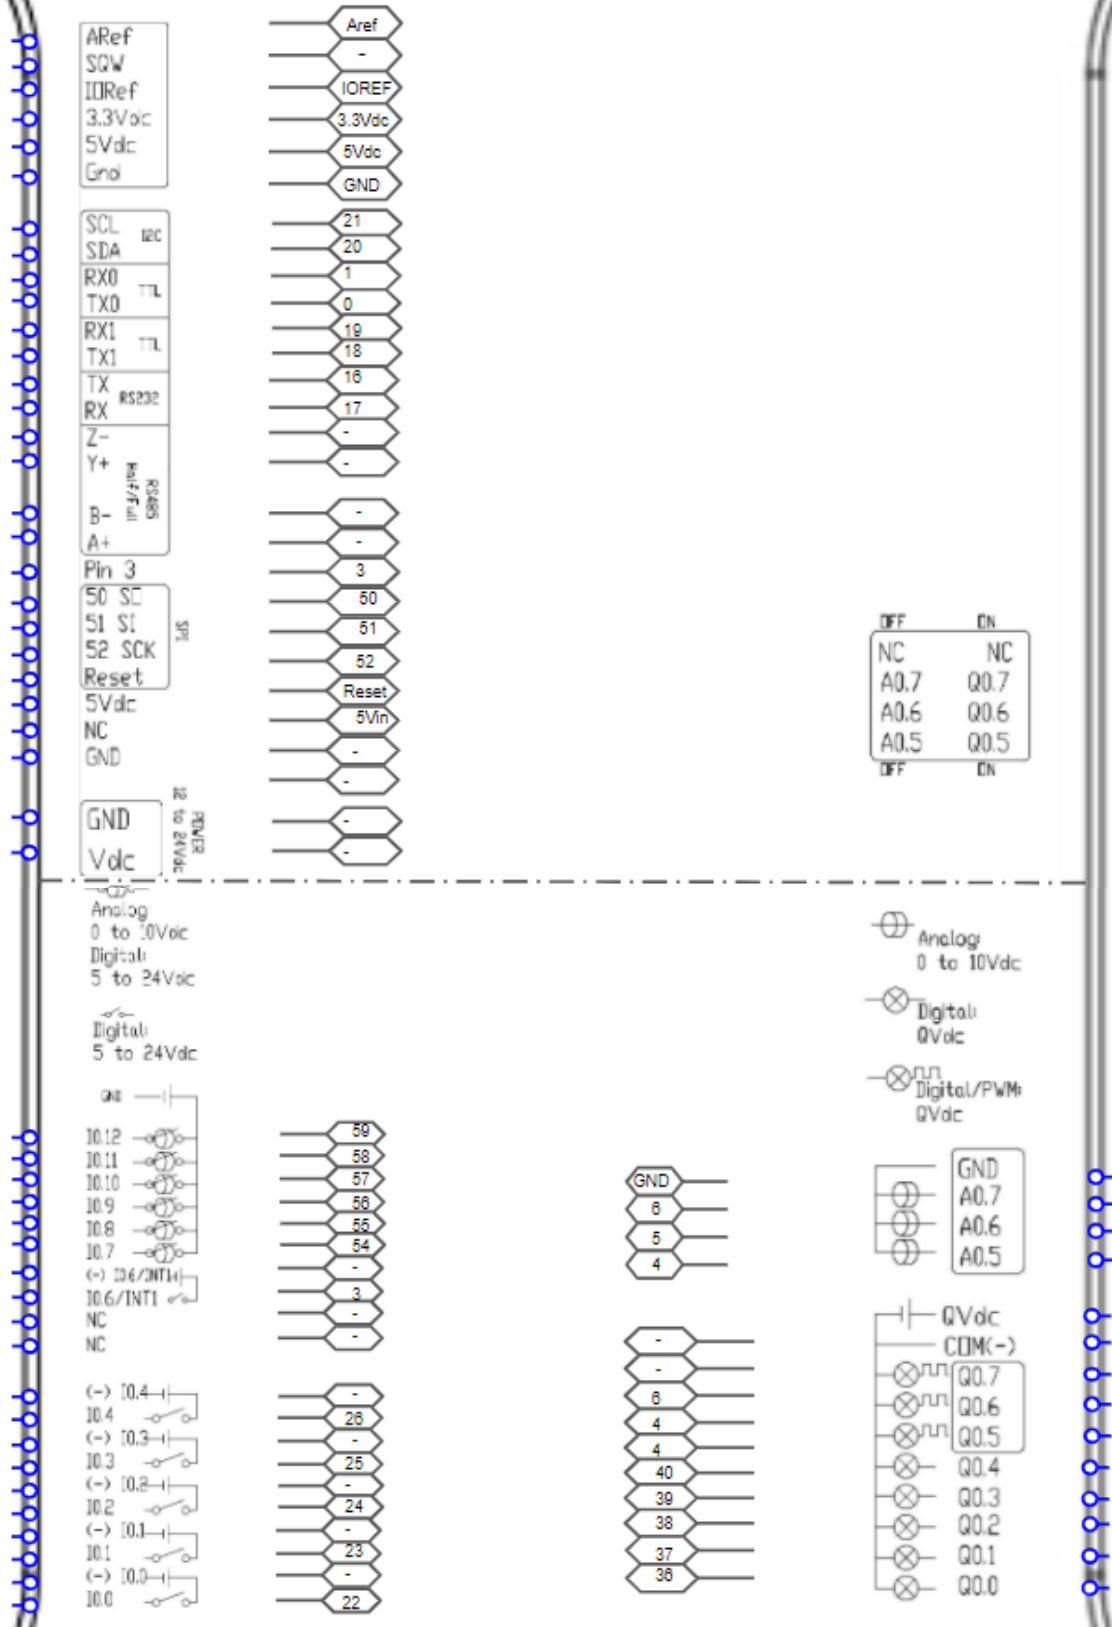 ARef
SQW
IORef
3.3Vdc
5Vdc
Gnd
Aref
-
IOREF
3.3Vdc
5Vdc
GND
SCL
SDA
I2C
RX0
TX0
TTL
RX1
TX1
TTL
TX
RX
RS232
Z-
Y+
B-
A+
RS485
Half/Full
21
20
1
0
19
18
16
17
-
-
-
-
3
50
51
52
Reset
5Vin
-
-
-
-
Pin 3
50 SO
51 SI
52 SCK
Reset
SPI
5Vdc
NC
GND
GND
Vdc
POWER
12 to 24Vdc
OFF ON
NC NC
A0.7 Q0.7
A0.6 Q0.6
A0.5 Q0.5
OFF ON
Analog
0 to 10Vdc
Digital:
5 to 24Vdc
Digital:
5 to 24Vdc
GND
I0.12
I0.11
I0.10
I0.9
I0.8
I0.7
(-) I0.6/INT1
I0.6/INT1
NC
NC
59
58
57
56
55
54
-
3
-
-
(-) I0.4
I0.4
(-) I0.3
I0.3
(-) I0.2
I0.2
(-) I0.1
I0.1
(-) I0.0
I0.0
-
26
-
25
-
24
-
23
-
22
Analog:
0 to 10Vdc
Digital:
QVdc
Digital/PWM:
QVdc
GND
6
5
4
GND
A0.7
A0.6
A0.5
-
-
6
4
4
40
39
38
37
36
QVdc
COM(-)
Q0.7
Q0.6
Q0.5
Q0.4
Q0.3
Q0.2
Q0.1
Q0.0